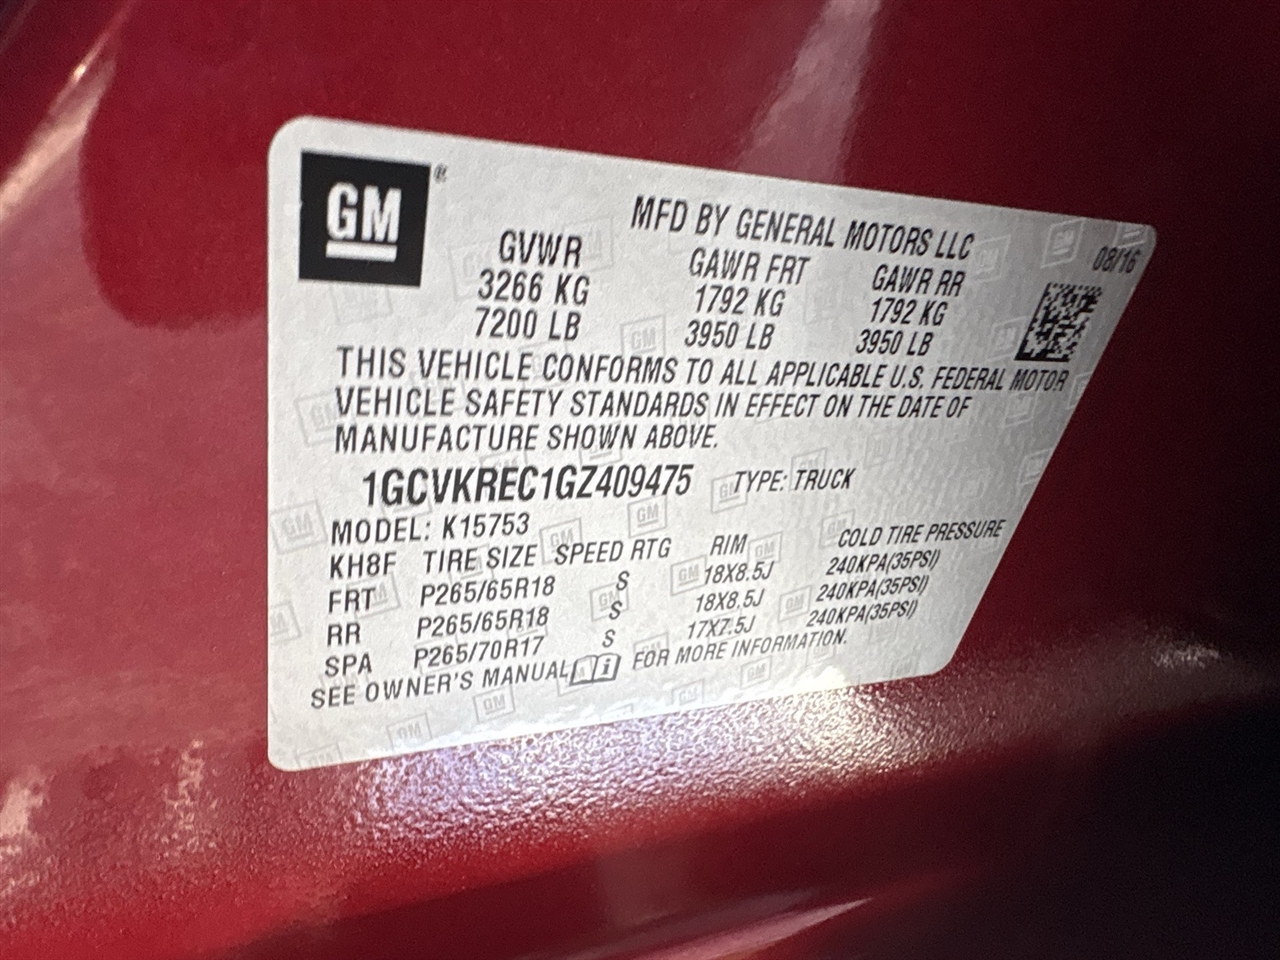 GM ®
MFD BY GENERAL MOTORS LLC
08/16
GVWR GAWR FRT GAWR RR
3266 KG 1792 KG 1792 KG
7200 LB 3950 LB 3950 LB
THIS VEHICLE CONFORMS TO ALL APPLICABLE U.S. FEDERAL MOTOR
VEHICLE SAFETY STANDARDS IN EFFECT ON THE DATE OF
MANUFACTURE SHOWN ABOVE.
1GCVKREC1GZ409475 TYPE: TRUCK
MODEL: K15753
KH8F TIRE SIZE SPEED RTG RIM COLD TIRE PRESSURE
FRT P265/65R18 S 18X8.5J 240KPA(35PSI)
RR P265/65R18 S 18X8.5J 240KPA(35PSI)
SPA P265/70R17 S 17X7.5J 240KPA(35PSI)
SEE OWNER'S MANUAL i FOR MORE INFORMATION.